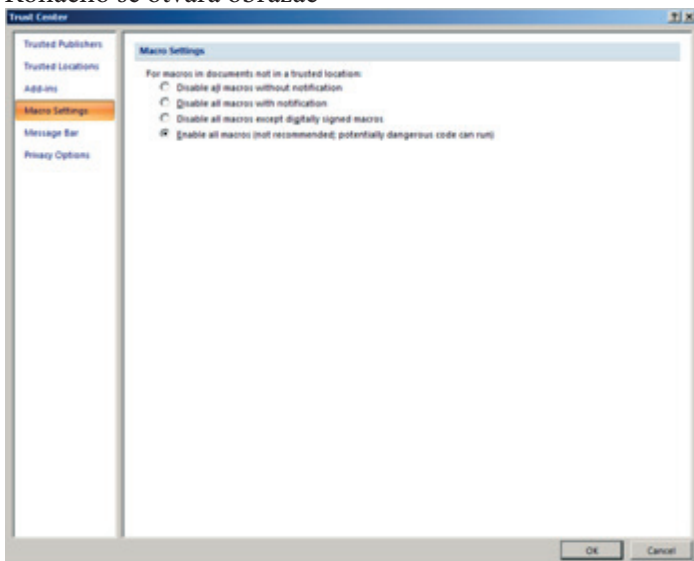 Konačno se otvara obrazac
Trust Center
Trusted Publishers
Trusted Locations
Add-ins
Macro Settings
Message Bar
Privacy Options
Macro Settings
For macros in documents not in a trusted location:
Disable all macros without notification
Disable all macros with notification
Disable all macros except digitally signed macros
Enable all macros (not recommended; potentially dangerous code can run)
OK
Cancel